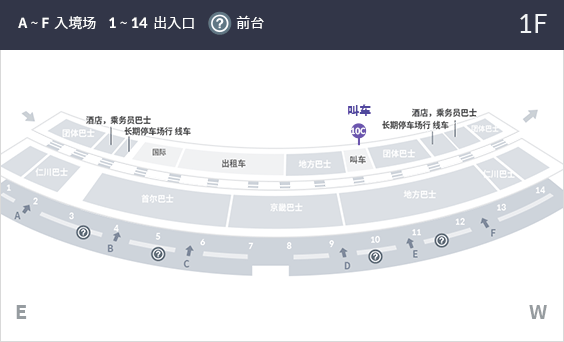 A ~ F 入境场 1 ~ 14 出入口 ? 前台 1F
叫车
10C
酒店，乘务员巴士
长期停车场行 线车
酒店，乘务员巴士
长期停车场行 线车
团体巴士
国际
出租车
地方巴士
叫车
团体巴士
团体巴士
仁川巴士
首尔巴士
京畿巴士
地方巴士
仁川巴士
1 2 3 4 5 6 7 8 9 10 11 12 13 14
A B C D E F
? ? ? ?
E W